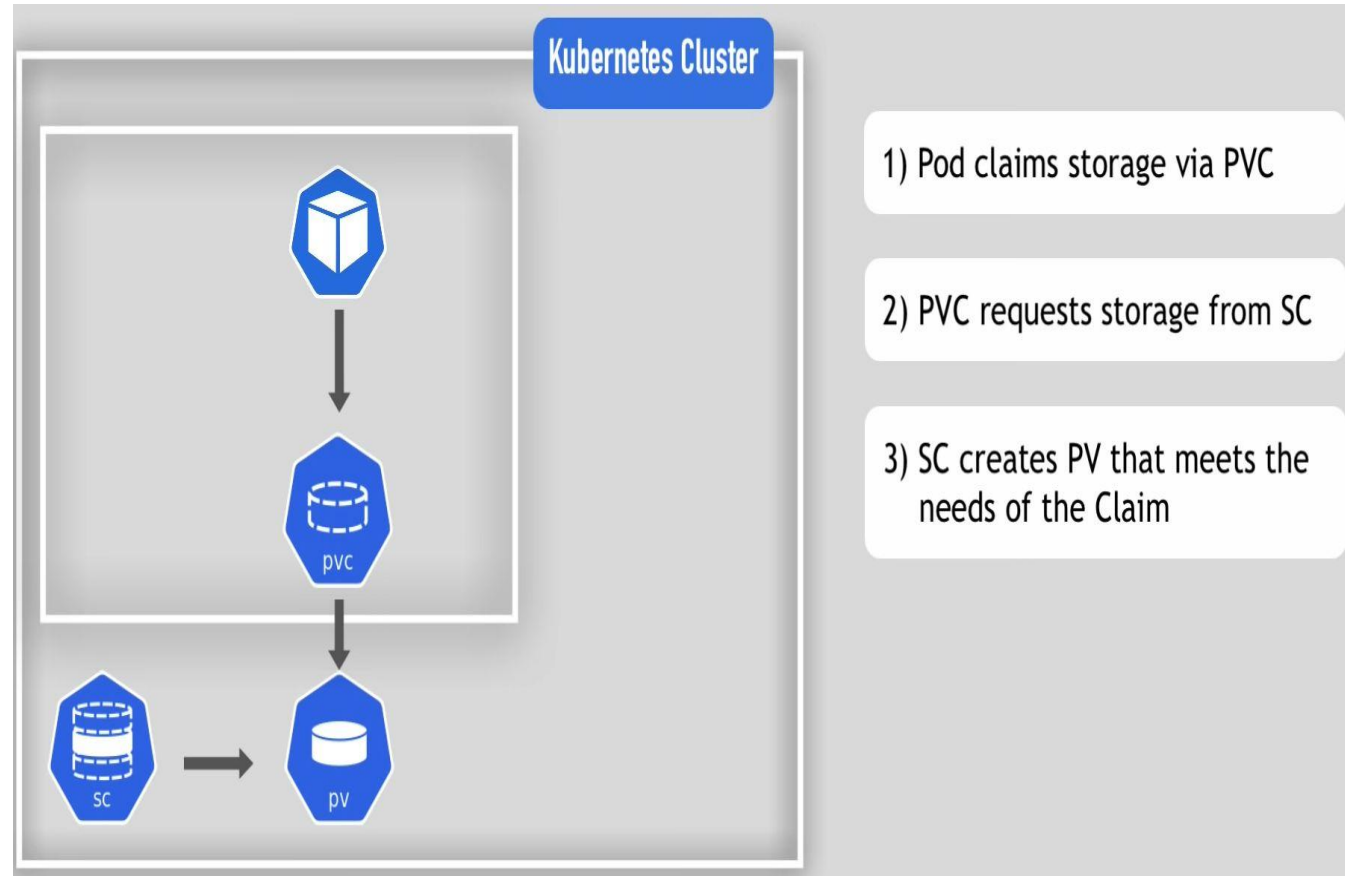 Kubernetes Cluster
1) Pod claims storage via PVC
2) PVC requests storage from SC
3) SC creates PV that meets the
needs of the Claim
pvc
sc
pv